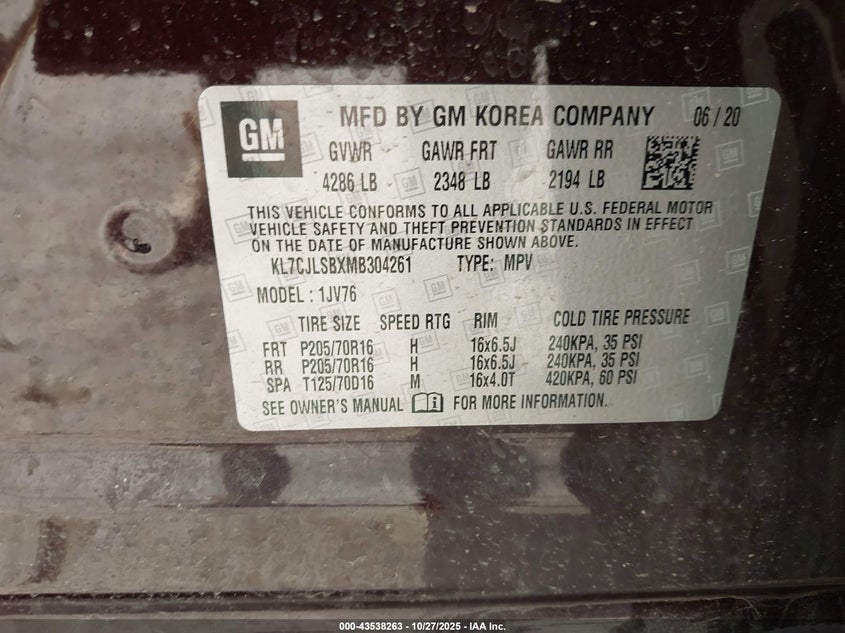 GM
MFD BY GM KOREA COMPANY 06/20
GVWR GAWR FRT GAWR RR
4286 LB 2348 LB 2194 LB
THIS VEHICLE CONFORMS TO ALL APPLICABLE U.S. FEDERAL MOTOR
VEHICLE SAFETY AND THEFT PREVENTION STANDARDS IN EFFECT
ON THE DATE OF MANUFACTURE SHOWN ABOVE.
KL7CJLSBXMB304261 TYPE: MPV
MODEL : 1JV76
TIRE SIZE SPEED RTG RIM COLD TIRE PRESSURE
FRT P205/70R16 H 16x6.5J 240KPA, 35 PSI
RR P205/70R16 H 16x6.5J 240KPA, 35 PSI
SPA T125/70D16 M 16x4.0T 420KPA, 60 PSI
SEE OWNER'S MANUAL FOR MORE INFORMATION.
000-43538263 - 10/27/2025 - IAA Inc.